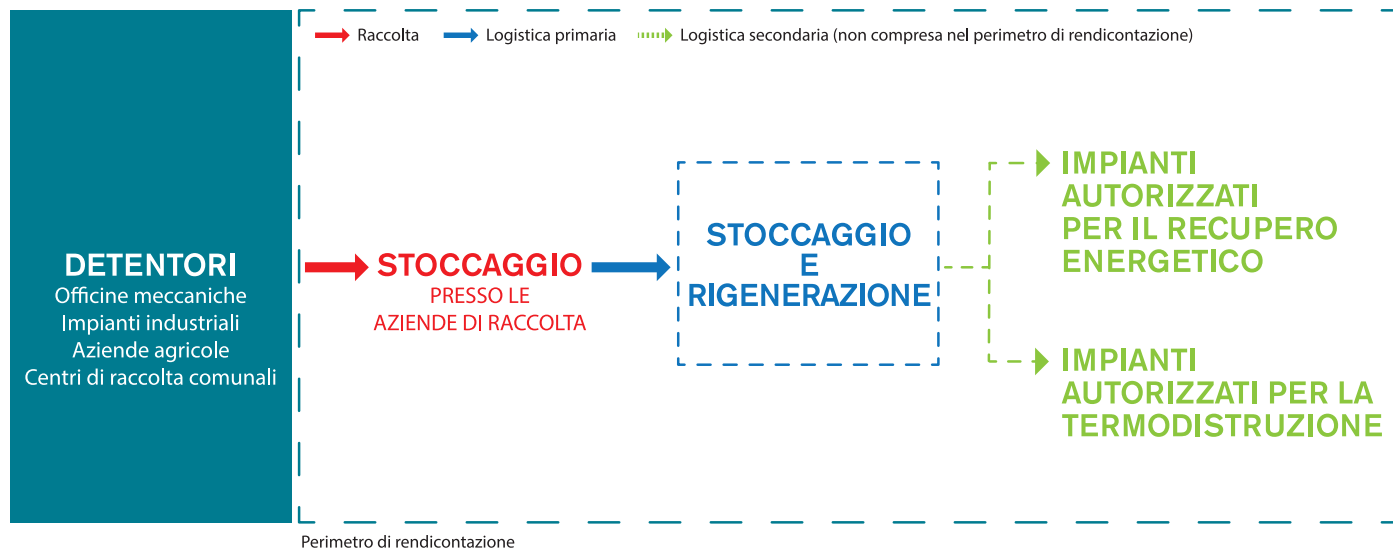 Raccolta
Logistica primaria
Logistica secondaria (non compresa nel perimetro di rendicontazione)
DETENTORI
Officine meccaniche
Impianti industriali
Aziende agricole
Centri di raccolta comunali
STOCCAGGIO
PRESSO LE
AZIENDE DI RACCOLTA
STOCCAGGIO
E
RIGENERAZIONE
IMPIANTI
AUTORIZZATI
PER IL RECUPERO
ENERGETICO
IMPIANTI
AUTORIZZATI PER LA
TERMODISTRUZIONE
Perimetro di rendicontazione